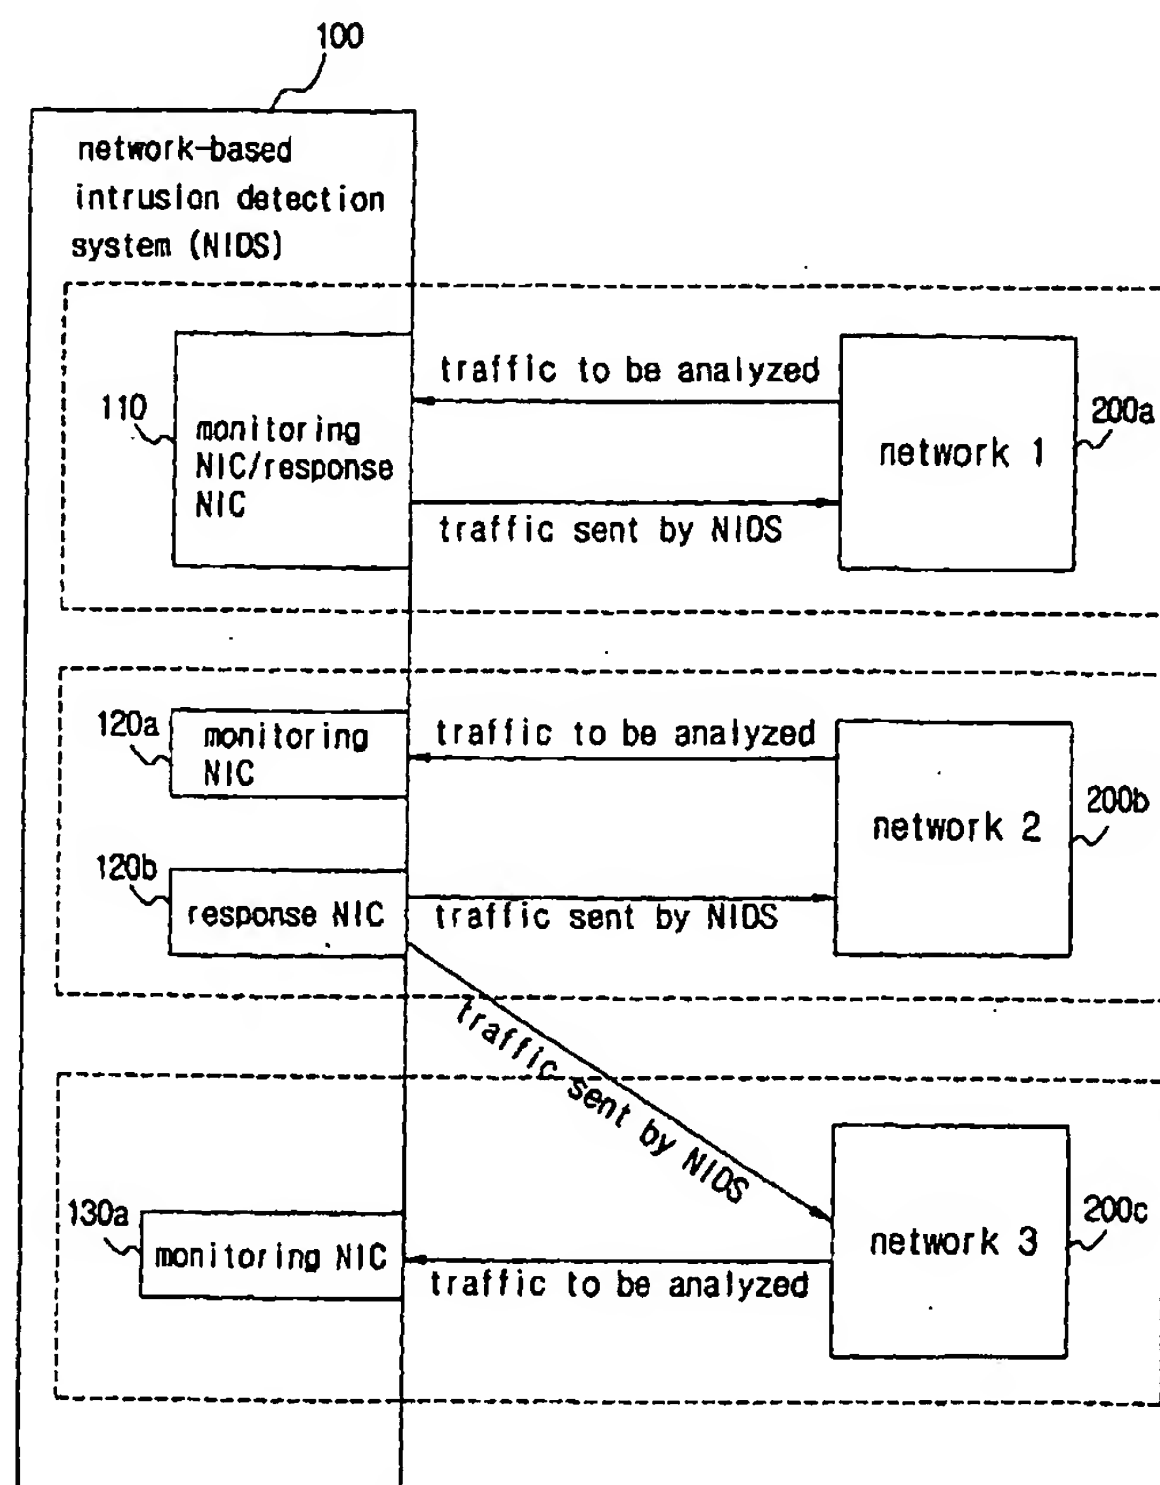 100
network-based
intrusion detection
system (NIDS)
traffic to be analyzed
110
monitoring
NIC/response
NIC
200a
network 1
traffic sent by NIDS
120a
monitoring
NIC
traffic to be analyzed
200b
network 2
120b
response NIC
traffic sent by NIDS
traffic sent by NIDS
130a
monitoring NIC
200c
network 3
traffic to be analyzed